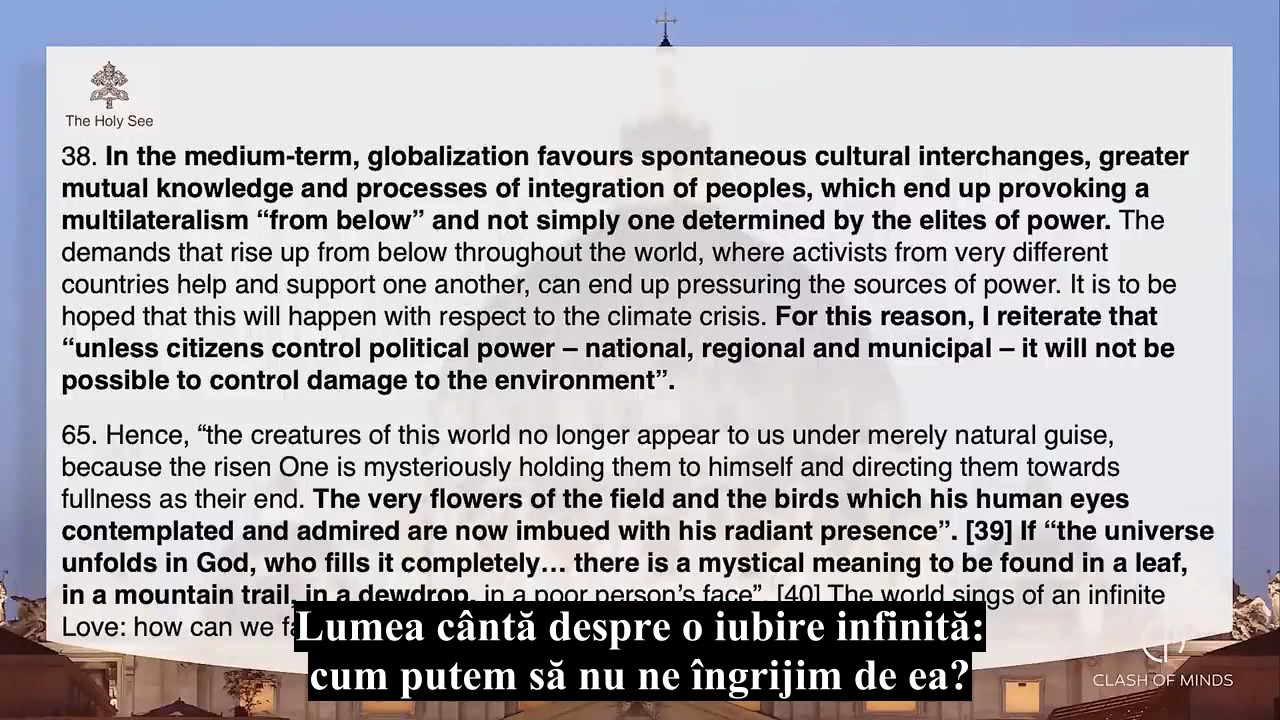 The Holy See
38. In the medium-term, globalization favours spontaneous cultural interchanges, greater
mutual knowledge and processes of integration of peoples, which end up provoking a
multilateralism “from below” and not simply one determined by the elites of power. The
demands that rise up from below throughout the world, where activists from very different
countries help and support one another, can end up pressuring the sources of power. It is to be
hoped that this will happen with respect to the climate crisis. For this reason, I reiterate that
“unless citizens control political power – national, regional and municipal – it will not be
possible to control damage to the environment”.
65. Hence, “the creatures of this world no longer appear to us under merely natural guise,
because the risen One is mysteriously holding them to himself and directing them towards
fullness as their end. The very flowers of the field and the birds which his human eyes
contemplated and admired are now imbued with his radiant presence”. [39] If “the universe
unfolds in God, who fills it completely… there is a mystical meaning to be found in a leaf,
in a mountain trail, in a dewdrop, in a poor person’s face”. [40] The world sings of an infinite
Love: how can we
Lumea cântă despre o iubire infinită:
cum putem să nu ne îngrijim de ea?
CLASH OF MINDS